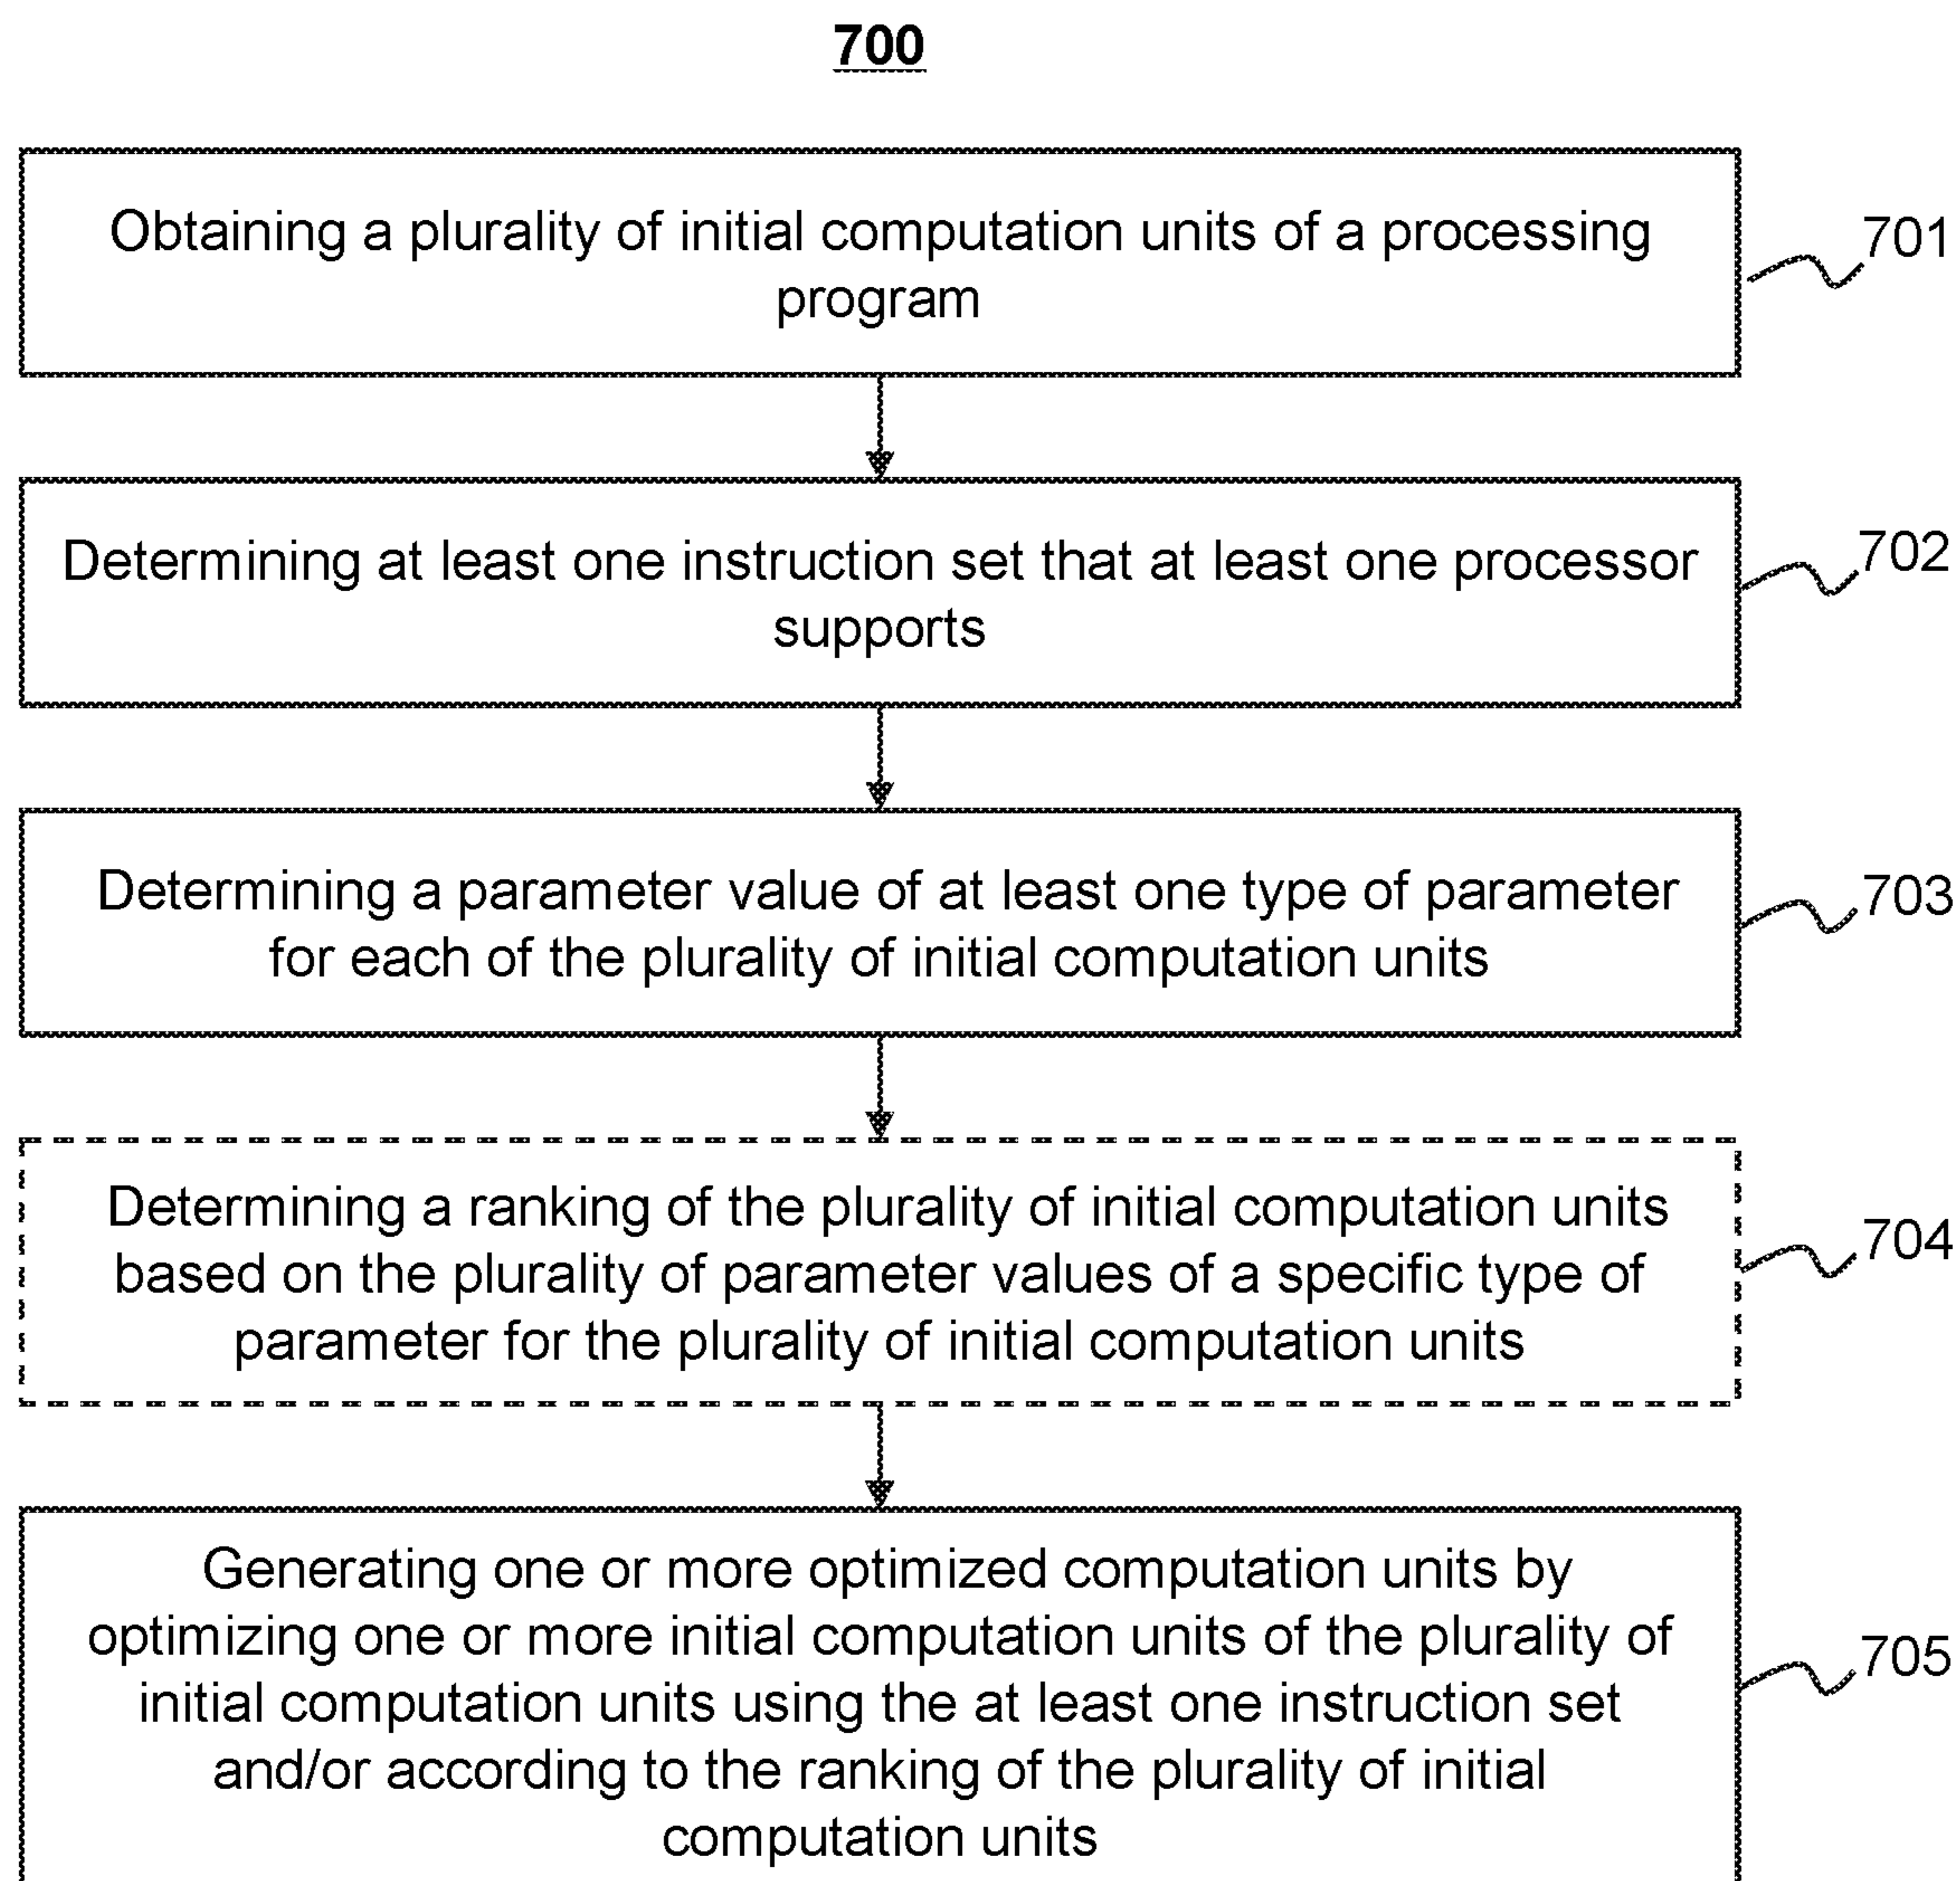 700
Obtaining a plurality of initial computation units of a processing
program
701
Determining at least one instruction set that at least one processor
supports
702
Determining a parameter value of at least one type of parameter
for each of the plurality of initial computation units
703
Determining a ranking of the plurality of initial computation units
based on the plurality of parameter values of a specific type of
parameter for the plurality of initial computation units
704
Generating one or more optimized computation units by
optimizing one or more initial computation units of the plurality of
initial computation units using the at least one instruction set
and/or according to the ranking of the plurality of initial
computation units
705